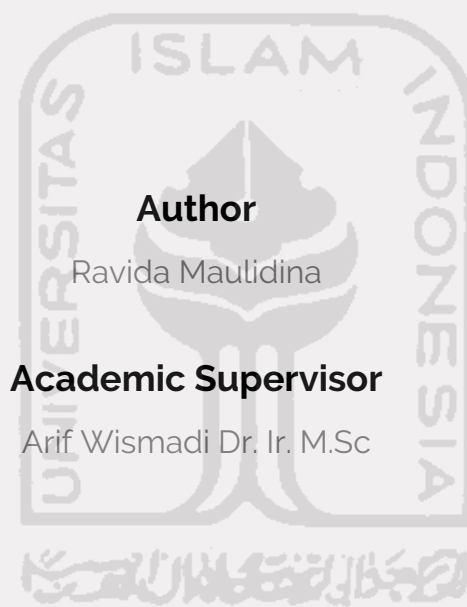 ISLAM
UNIVERSITAS
INDONESIA
Author
Ravida Maulidina
Academic Supervisor
Arif Wismadi Dr. Ir. M.Sc